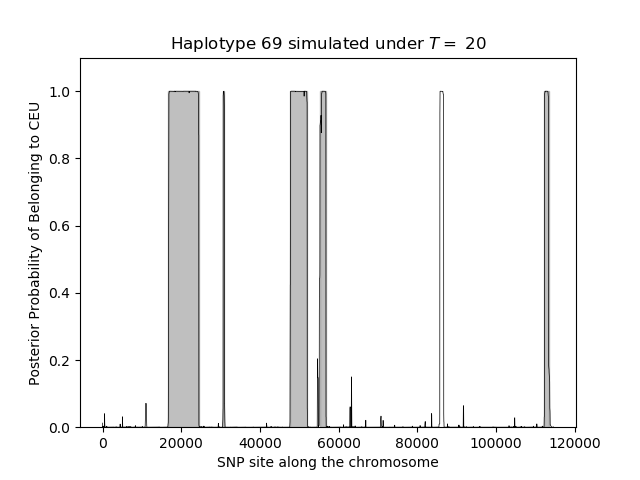 Haplotype 69 simulated under T = 20
Posterior Probability of Belonging to CEU
1.0
0.8
0.6
0.4
0.2
0.0
0 20000 40000 60000 80000 100000 120000
SNP site along the chromosome